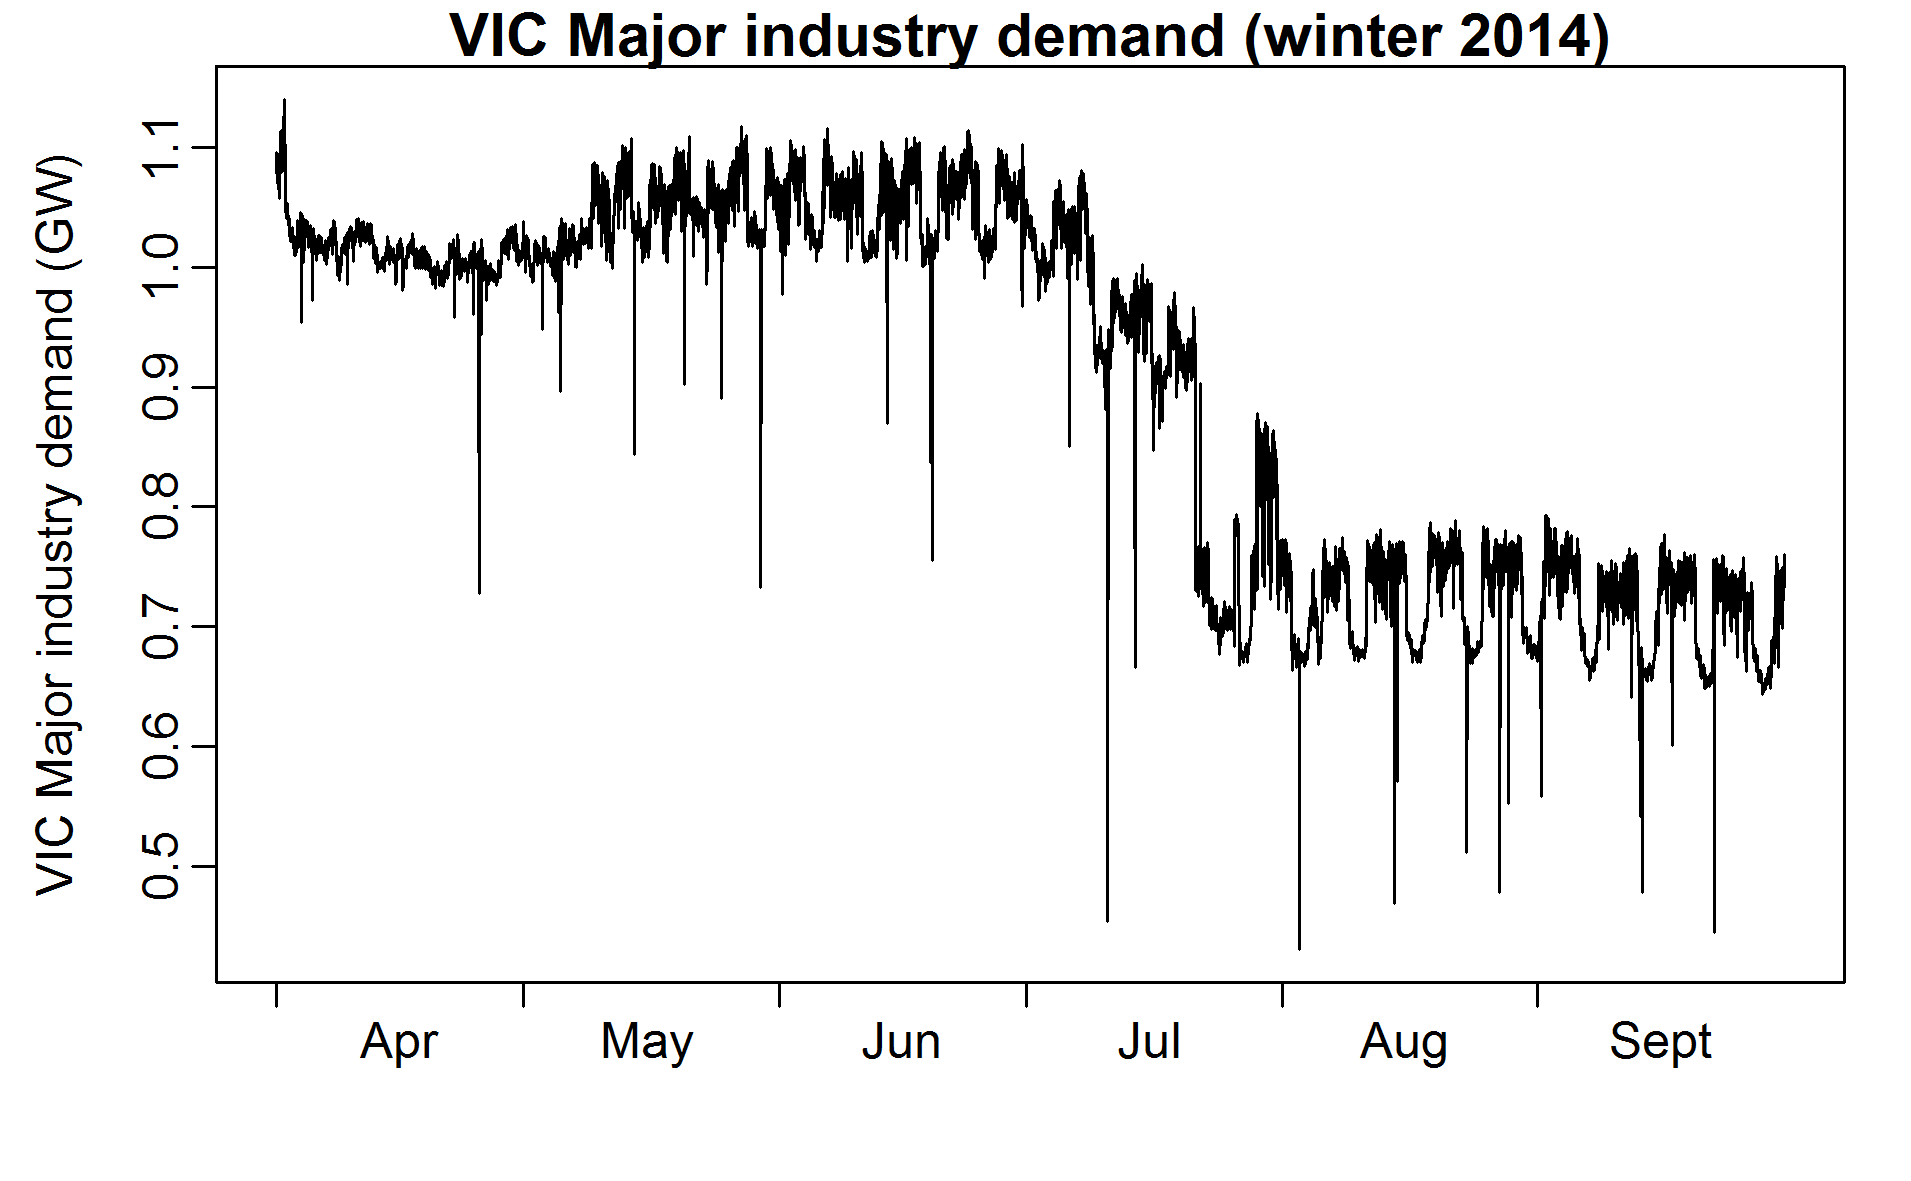 VIC Major industry demand (winter 2014)
VIC Major industry demand (GW)
1.1
1.0
0.9
0.8
0.7
0.6
0.5
Apr May Jun Jul Aug Sept